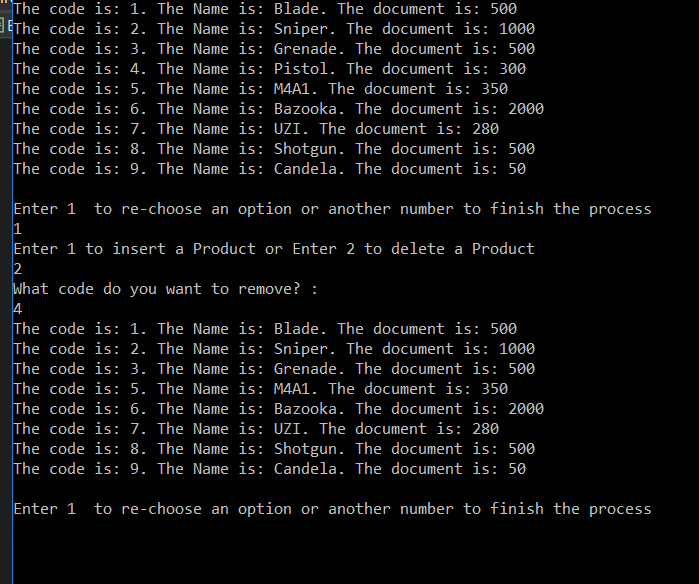 The code is: 1. The Name is: Blade. The document is: 500
The code is: 2. The Name is: Sniper. The document is: 1000
The code is: 3. The Name is: Grenade. The document is: 500
The code is: 4. The Name is: Pistol. The document is: 300
The code is: 5. The Name is: M4A1. The document is: 350
The code is: 6. The Name is: Bazooka. The document is: 2000
The code is: 7. The Name is: UZI. The document is: 280
The code is: 8. The Name is: Shotgun. The document is: 500
The code is: 9. The Name is: Candela. The document is: 50
Enter 1  to re-choose an option or another number to finish the process
1
Enter 1 to insert a Product or Enter 2 to delete a Product
2
What code do you want to remove? :
4
The code is: 1. The Name is: Blade. The document is: 500
The code is: 2. The Name is: Sniper. The document is: 1000
The code is: 3. The Name is: Grenade. The document is: 500
The code is: 5. The Name is: M4A1. The document is: 350
The code is: 6. The Name is: Bazooka. The document is: 2000
The code is: 7. The Name is: UZI. The document is: 280
The code is: 8. The Name is: Shotgun. The document is: 500
The code is: 9. The Name is: Candela. The document is: 50
Enter 1  to re-choose an option or another number to finish the process